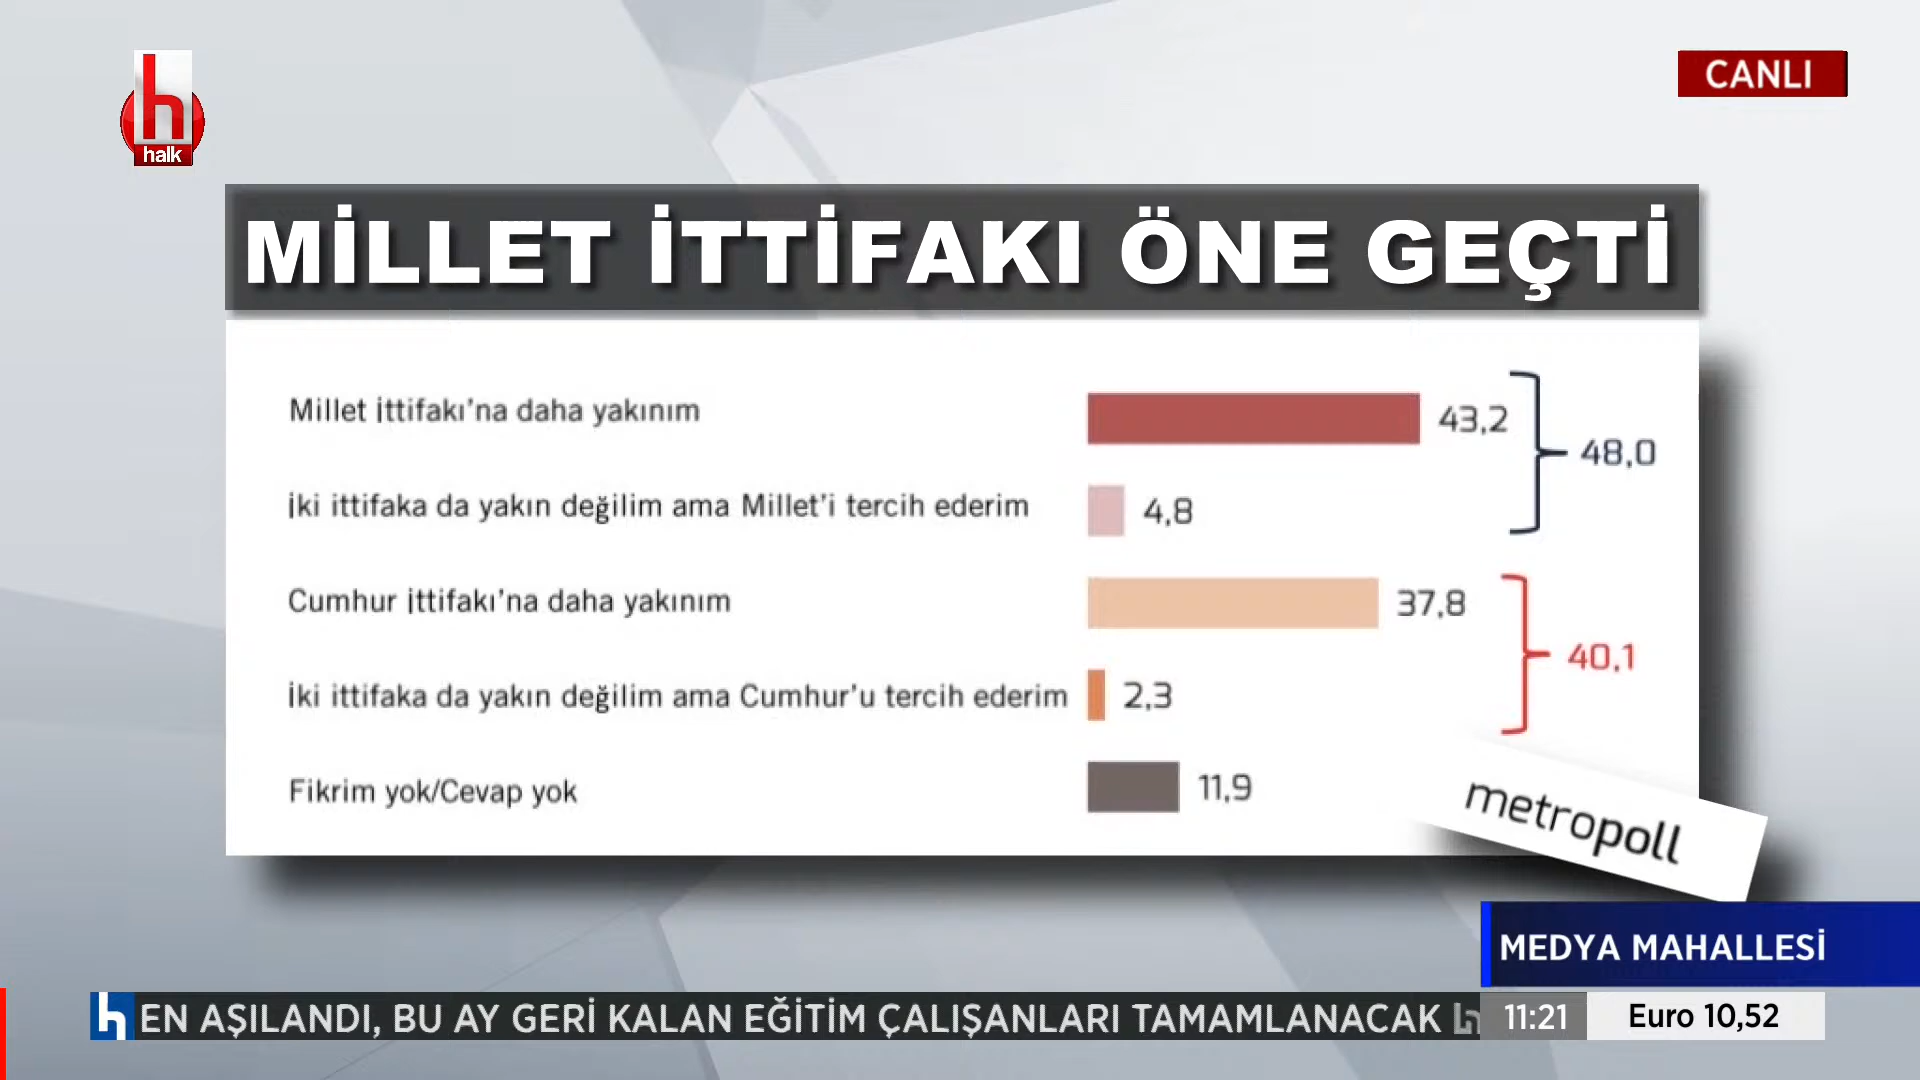 h
halk
CANLI
MİLLET İTTİFAKI ÖNE GEÇTİ
Millet İttifakı'na daha yakınım 43,2
48,0
İki ittifaka da yakın değilim ama Millet'i tercih ederim 4,8
Cumhur İttifakı'na daha yakınım 37,8
40,1
İki ittifaka da yakın değilim ama Cumhur'u tercih ederim 2,3
Fikrim yok/Cevap yok 11,9
metropoll
MEDYA MAHALLESİ
h EN AŞILANDI, BU AY GERİ KALAN EĞİTİM ÇALIŞANLARI TAMAMLANACAK h 11:21 Euro 10,52